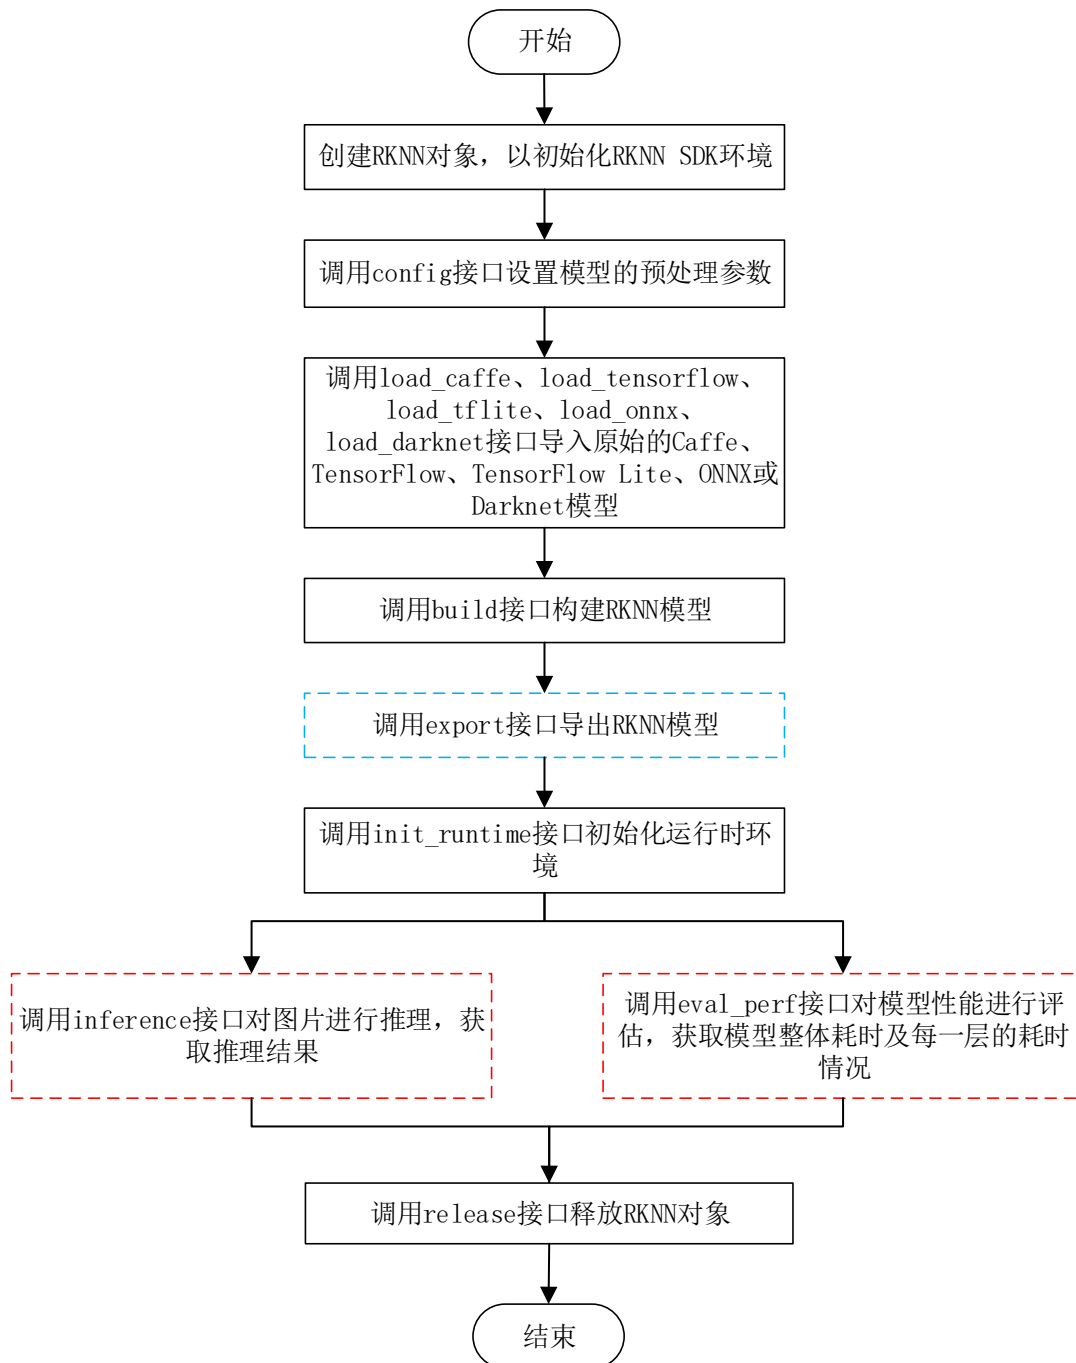 开始
创建RKNN对象，以初始化RKNN SDK环境
调用config接口设置模型的预处理参数
调用load_caffe、load_tensorflow、
load_tflite、load_onnx、
load_darknet接口导入原始的Caffe、
TensorFlow、TensorFlow Lite、ONNX或
Darknet模型
调用build接口构建RKNN模型
调用export接口导出RKNN模型
调用init_runtime接口初始化运行时环
境
调用inference接口对图片进行推理，获
取推理结果
调用eval_perf接口对模型性能进行评
估，获取模型整体耗时及每一层的耗时
情况
调用release接口释放RKNN对象
结束